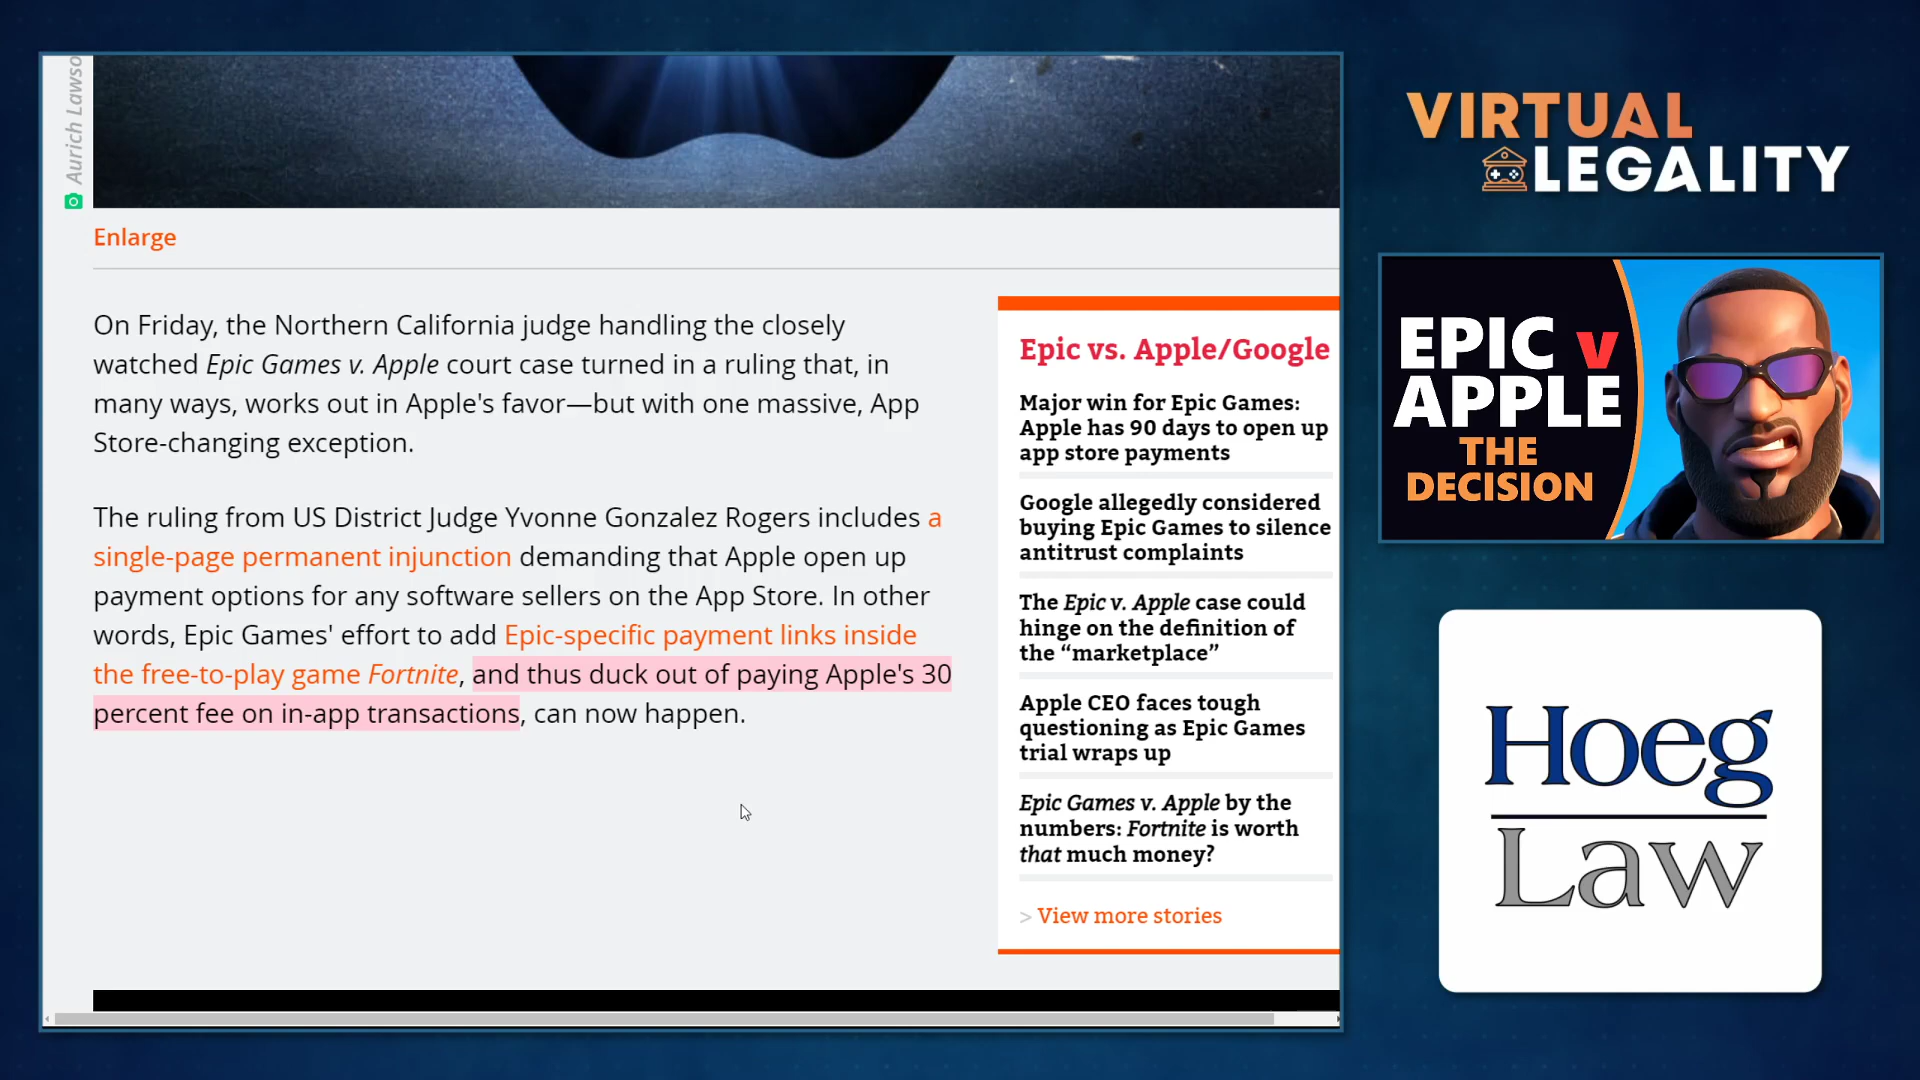 Aurich Lawso
Enlarge
On Friday, the Northern California judge handling the closely
watched Epic Games v. Apple court case turned in a ruling that, in
many ways, works out in Apple's favor—but with one massive, App
Store-changing exception.
The ruling from US District Judge Yvonne Gonzalez Rogers includes a
single-page permanent injunction demanding that Apple open up
payment options for any software sellers on the App Store. In other
words, Epic Games' effort to add Epic-specific payment links inside
the free-to-play game Fortnite, and thus duck out of paying Apple's 30
percent fee on in-app transactions, can now happen.
Epic vs. Apple/Google
Major win for Epic Games:
Apple has 90 days to open up
app store payments
Google allegedly considered
buying Epic Games to silence
antitrust complaints
The Epic v. Apple case could
hinge on the definition of
the “marketplace”
Apple CEO faces tough
questioning as Epic Games
trial wraps up
Epic Games v. Apple by the
numbers: Fortnite is worth
that much money?
> View more stories
VIRTUAL
LEGALITY
EPIC v
APPLE
THE
DECISION
Hoeg
Law